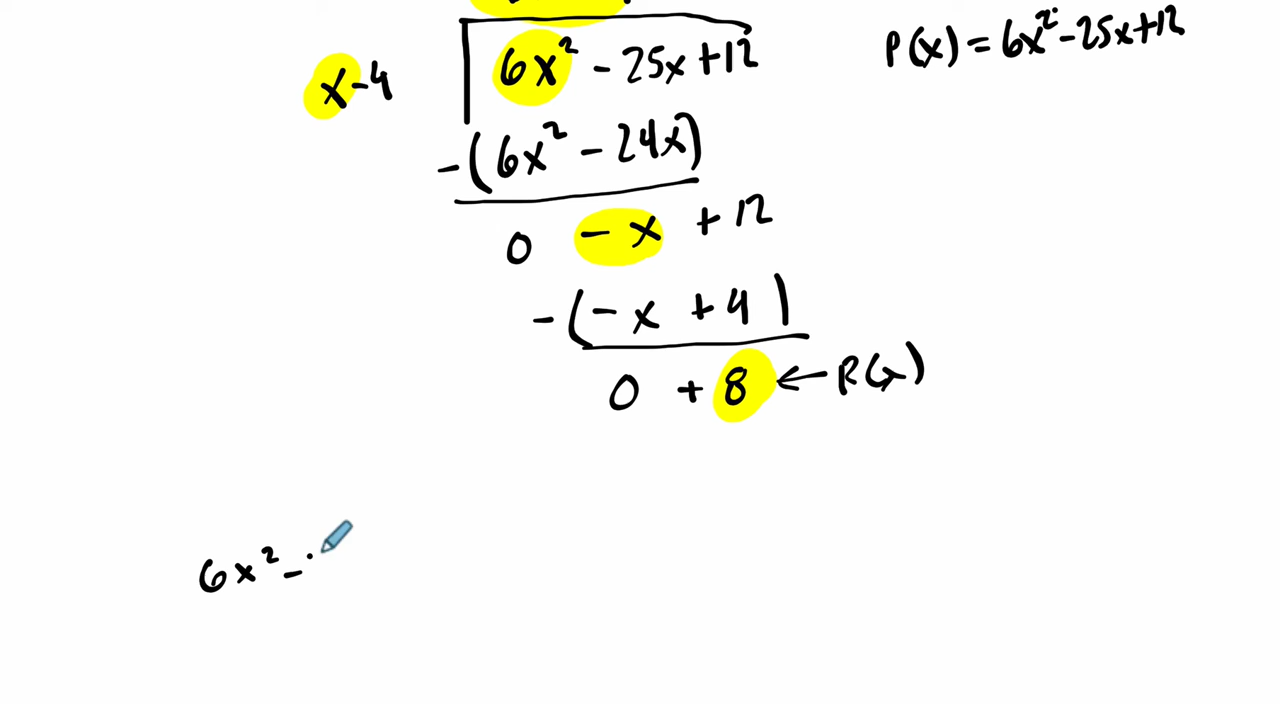 P(x) = 6x² - 25x + 12
x - 4
6x² - 25x + 12
-(6x² - 24x)
0 - x + 12
-(-x + 4)
0 + 8 ← R(x)
6x² -